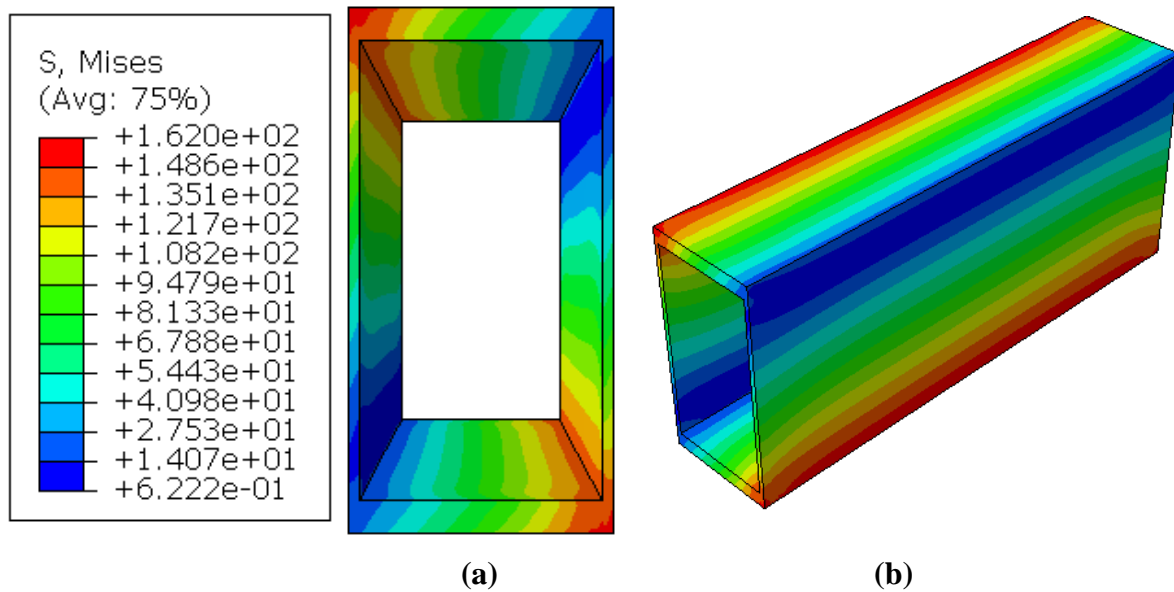 S, Mises
(Avg: 75%)
+1.620e+02
+1.486e+02
+1.351e+02
+1.217e+02
+1.082e+02
+9.479e+01
+8.133e+01
+6.788e+01
+5.443e+01
+4.098e+01
+2.753e+01
+1.407e+01
+6.222e-01
(a)
(b)